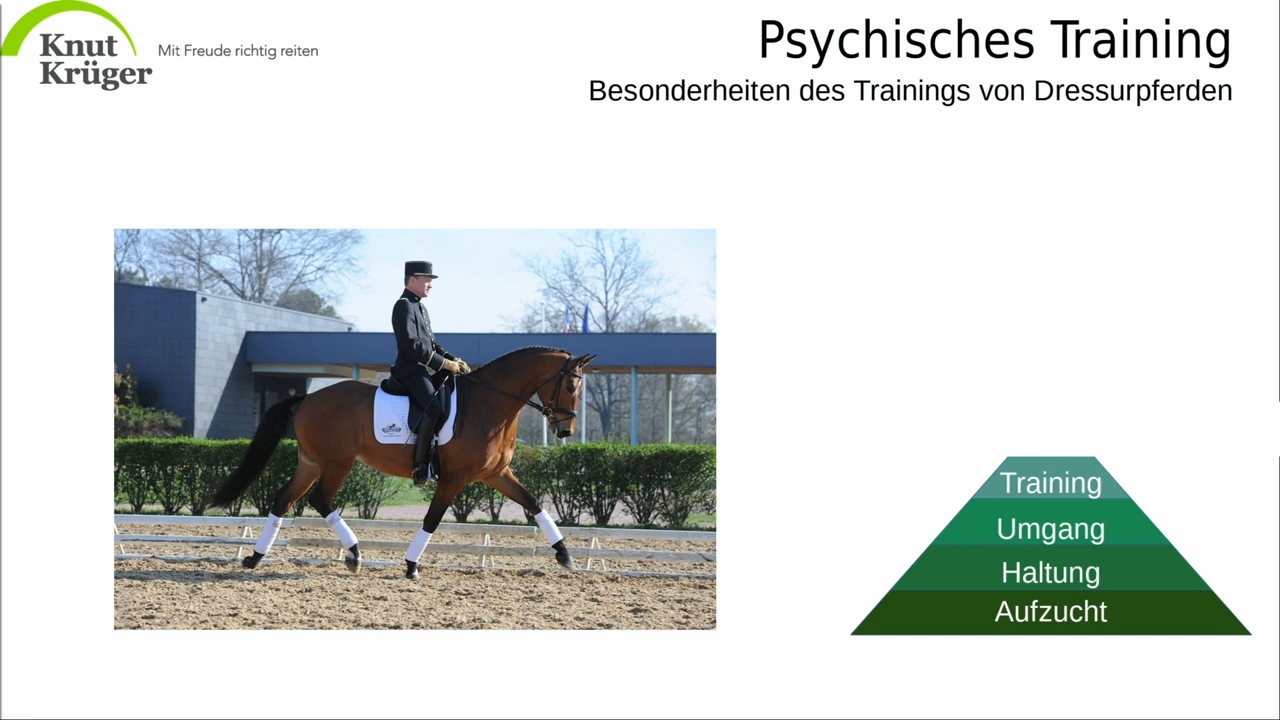 Knut
Krüger
Mit Freude richtig reiten
Psychisches Training
Besonderheiten des Trainings von Dressurpferden
Training
Umgang
Haltung
Aufzucht